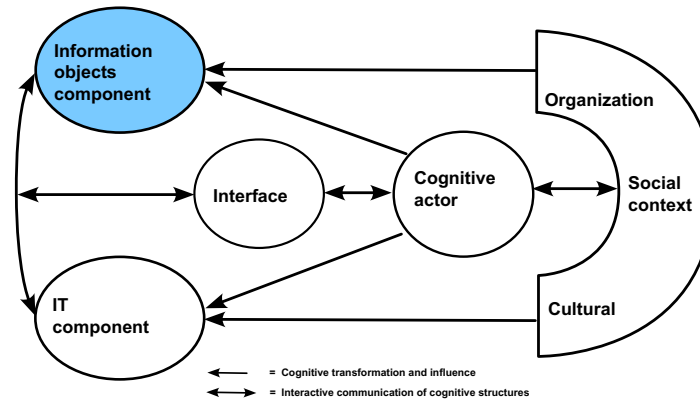 Information
objects
component
Organization
Interface
Cognitive
actor
Social
context
IT
component
Cultural
= Cognitive transformation and influence
= Interactive communication of cognitive structures